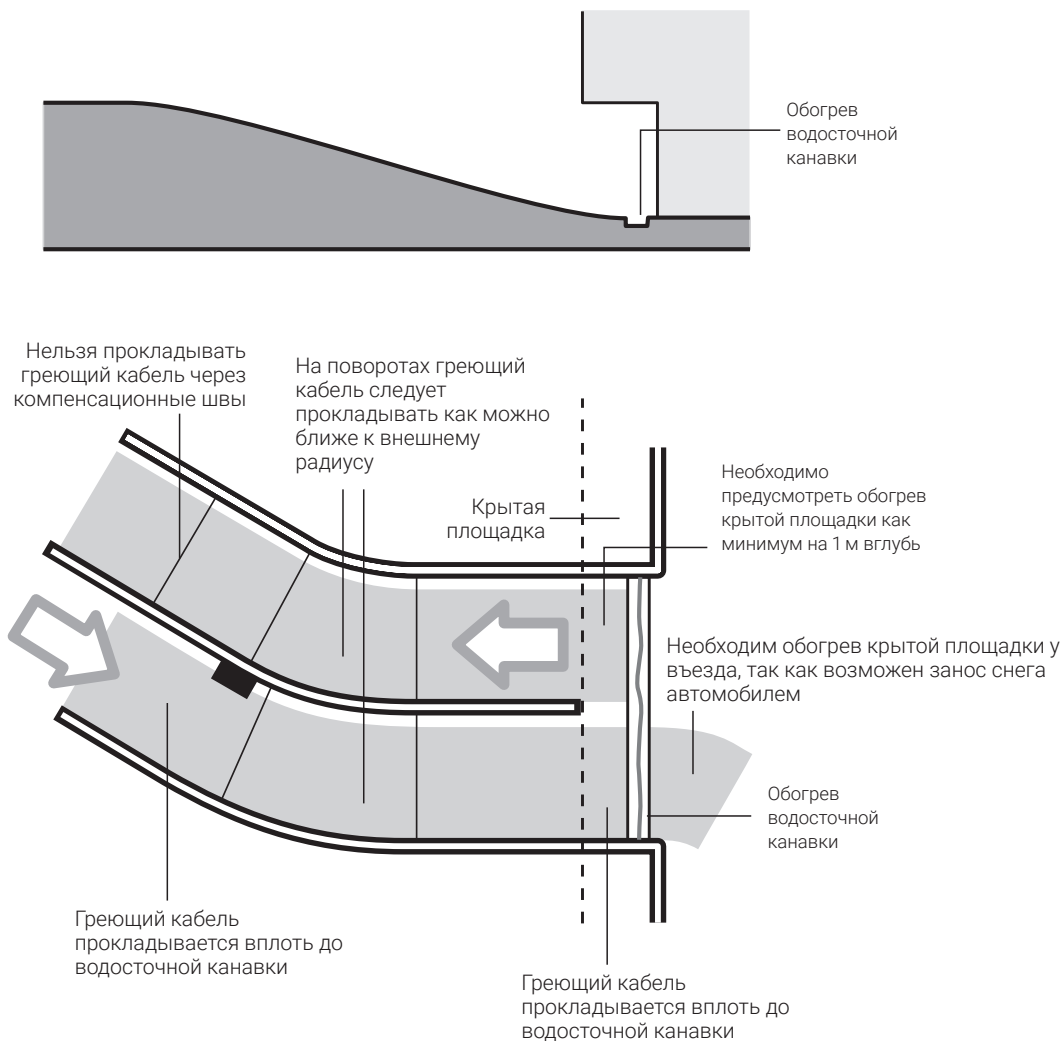 Обогрев
водосточной
канавки
Нельзя прокладывать
греющий кабель через
компенсационные швы
На поворотах греющий
кабель следует
прокладывать как можно
ближе к внешнему
радиусу
Крытая
площадка
Необходимо
предусмотреть обогрев
крытой площадки как
минимум на 1 м вглубь
Необходим обогрев крытой площадки у
въезда, так как возможен занос снега
автомобилем
Обогрев
водосточной
канавки
Греющий кабель
прокладывается вплоть до
водосточной канавки
Греющий кабель
прокладывается вплоть до
водосточной канавки